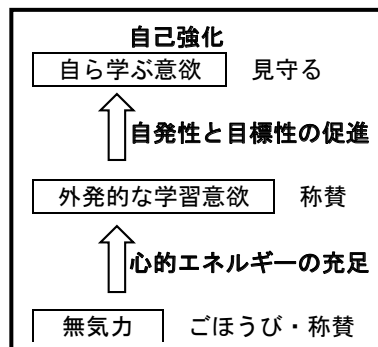 自己強化
自ら学ぶ意欲 見守る
自発性と目標性の促進
外発的な学習意欲 称賛
心的エネルギーの充足
無気力 ごほうび・称賛